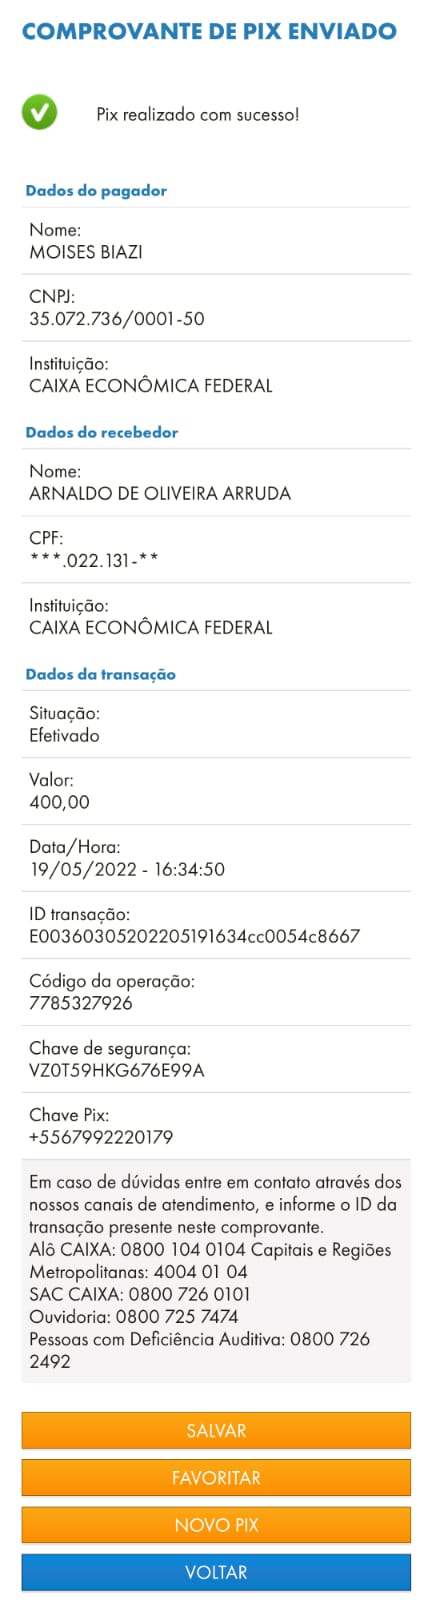 COMPROVANTE DE PIX ENVIADO
Pix realizado com sucesso!
Dados do pagador
Nome:
MOISES BIAZI
CNPJ:
35.072.736/0001-50
Instituição:
CAIXA ECONÔMICA FEDERAL
Dados do recebedor
Nome:
ARNALDO DE OLIVEIRA ARRUDA
CPF:
***.022.131-**
Instituição:
CAIXA ECONÔMICA FEDERAL
Dados da transação
Situação:
Efetivado
Valor:
400,00
Data/Hora:
19/05/2022 - 16:34:50
ID transação:
E00360305202205191634cc0054c8667
Código da operação:
7785327926
Chave de segurança:
VZ0T59HKG676E99A
Chave Pix:
+5567992220179
Em caso de dúvidas entre em contato através dos
nossos canais de atendimento, e informe o ID da
transação presente neste comprovante.
Alô CAIXA: 0800 104 0104 Capitais e Regiões
Metropolitanas: 4004 01 04
SAC CAIXA: 0800 726 0101
Ouvidoria: 0800 725 7474
Pessoas com Deficiência Auditiva: 0800 726
2492
SALVAR
FAVORITAR
NOVO PIX
VOLTAR